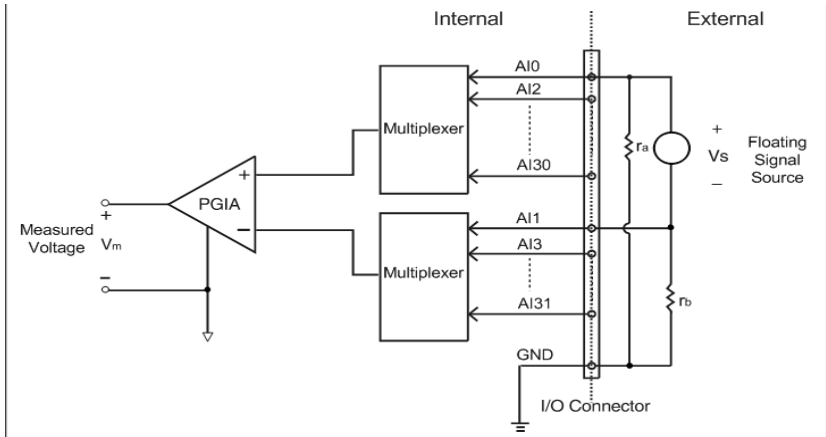 Internal
External
AI0
AI2
Multiplexer
AI30
ra
+
Vs
–
Floating
Signal
Source
+
PGIA
–
Measured
Voltage
+
Vm
–
AI1
AI3
Multiplexer
AI31
rb
GND
I/O Connector